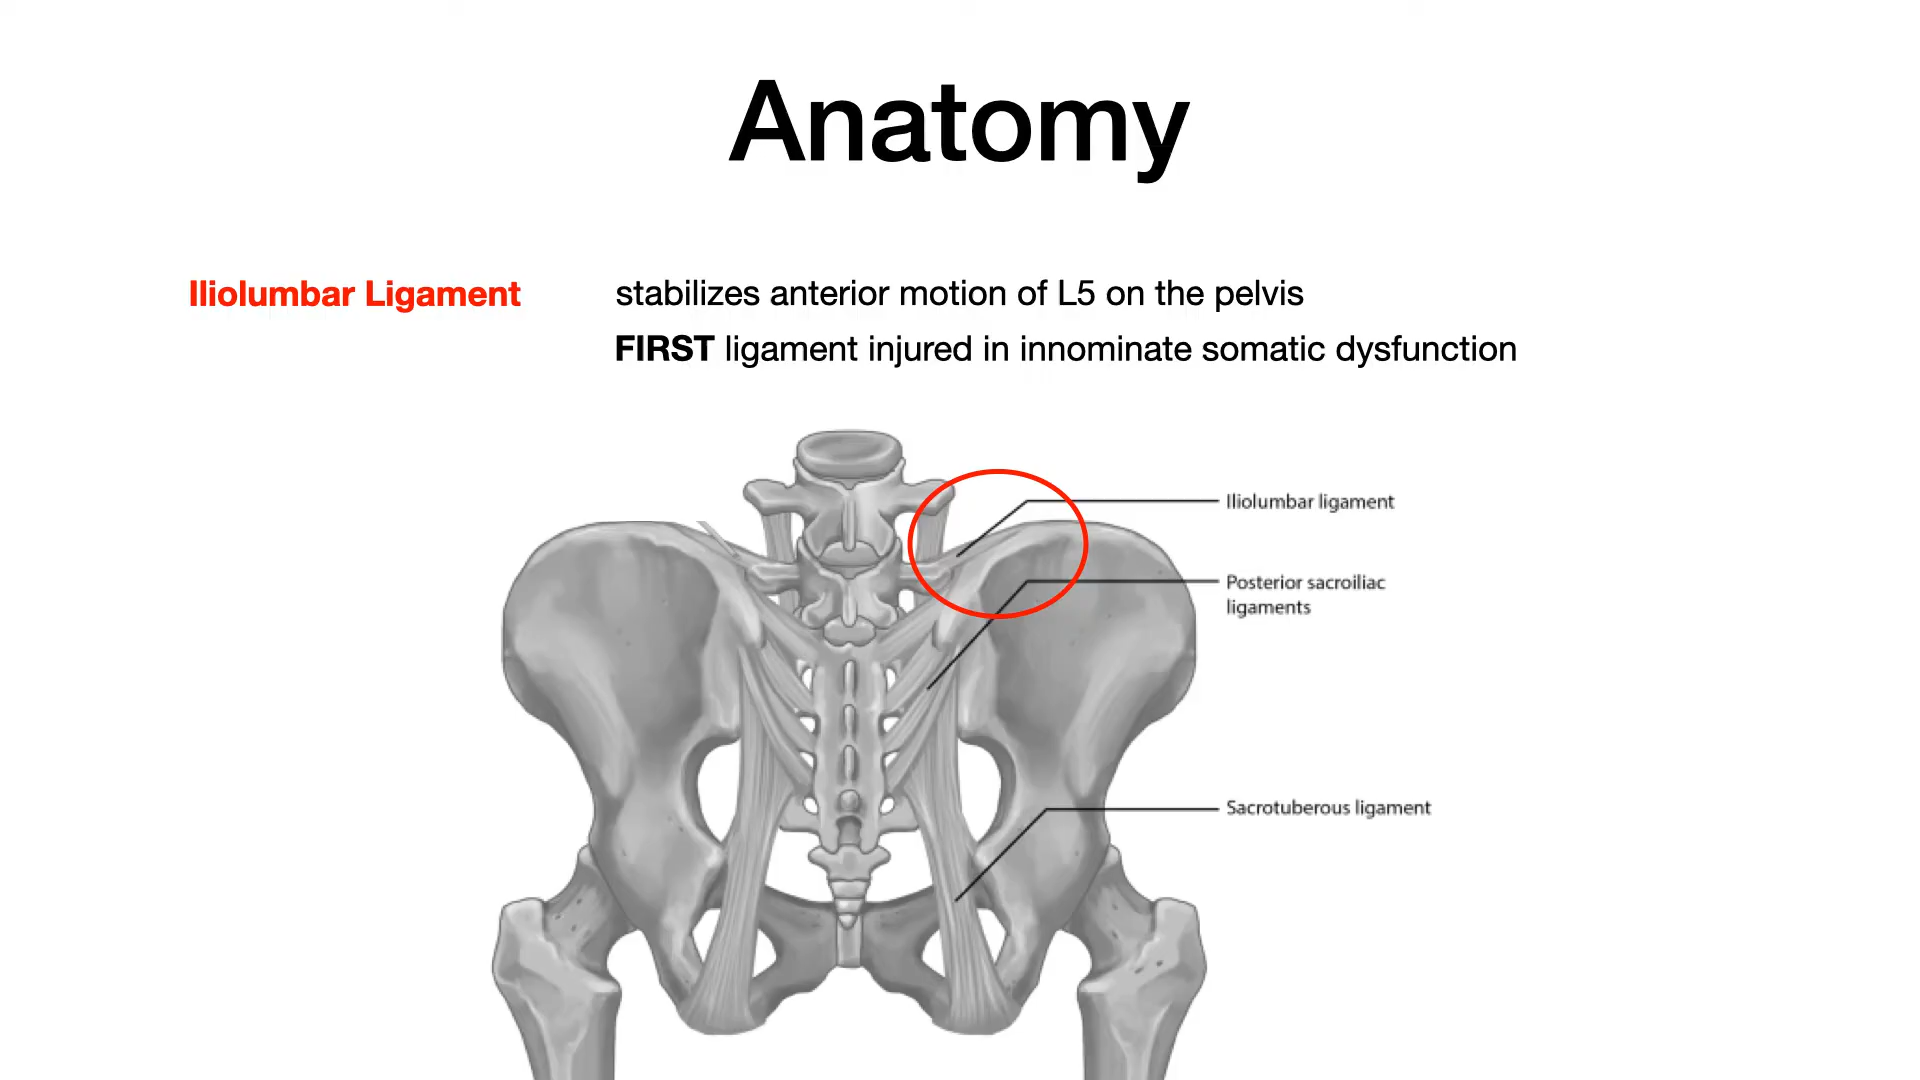 Anatomy
Iliolumbar Ligament
stabilizes anterior motion of L5 on the pelvis
FIRST ligament injured in innominate somatic dysfunction
Iliolumbar ligament
Posterior sacroiliac
ligaments
Sacrotuberous ligament